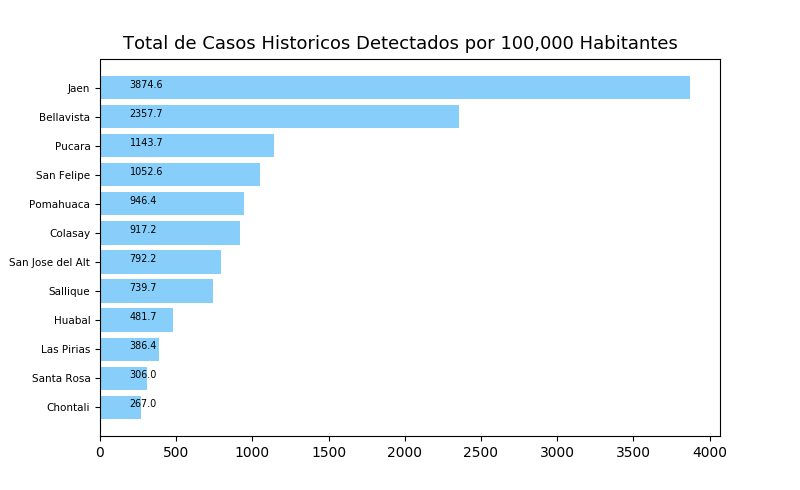 Total de Casos Historicos Detectados por 100,000 Habitantes
Jaen 3874.6
Bellavista 2357.7
Pucara 1143.7
San Felipe 1052.6
Pomahuaca 946.4
Colasay 917.2
San Jose del Alt 792.2
Sallique 739.7
Huabal 481.7
Las Pirias 386.4
Santa Rosa 306.0
Chontali 267.0
0 500 1000 1500 2000 2500 3000 3500 4000